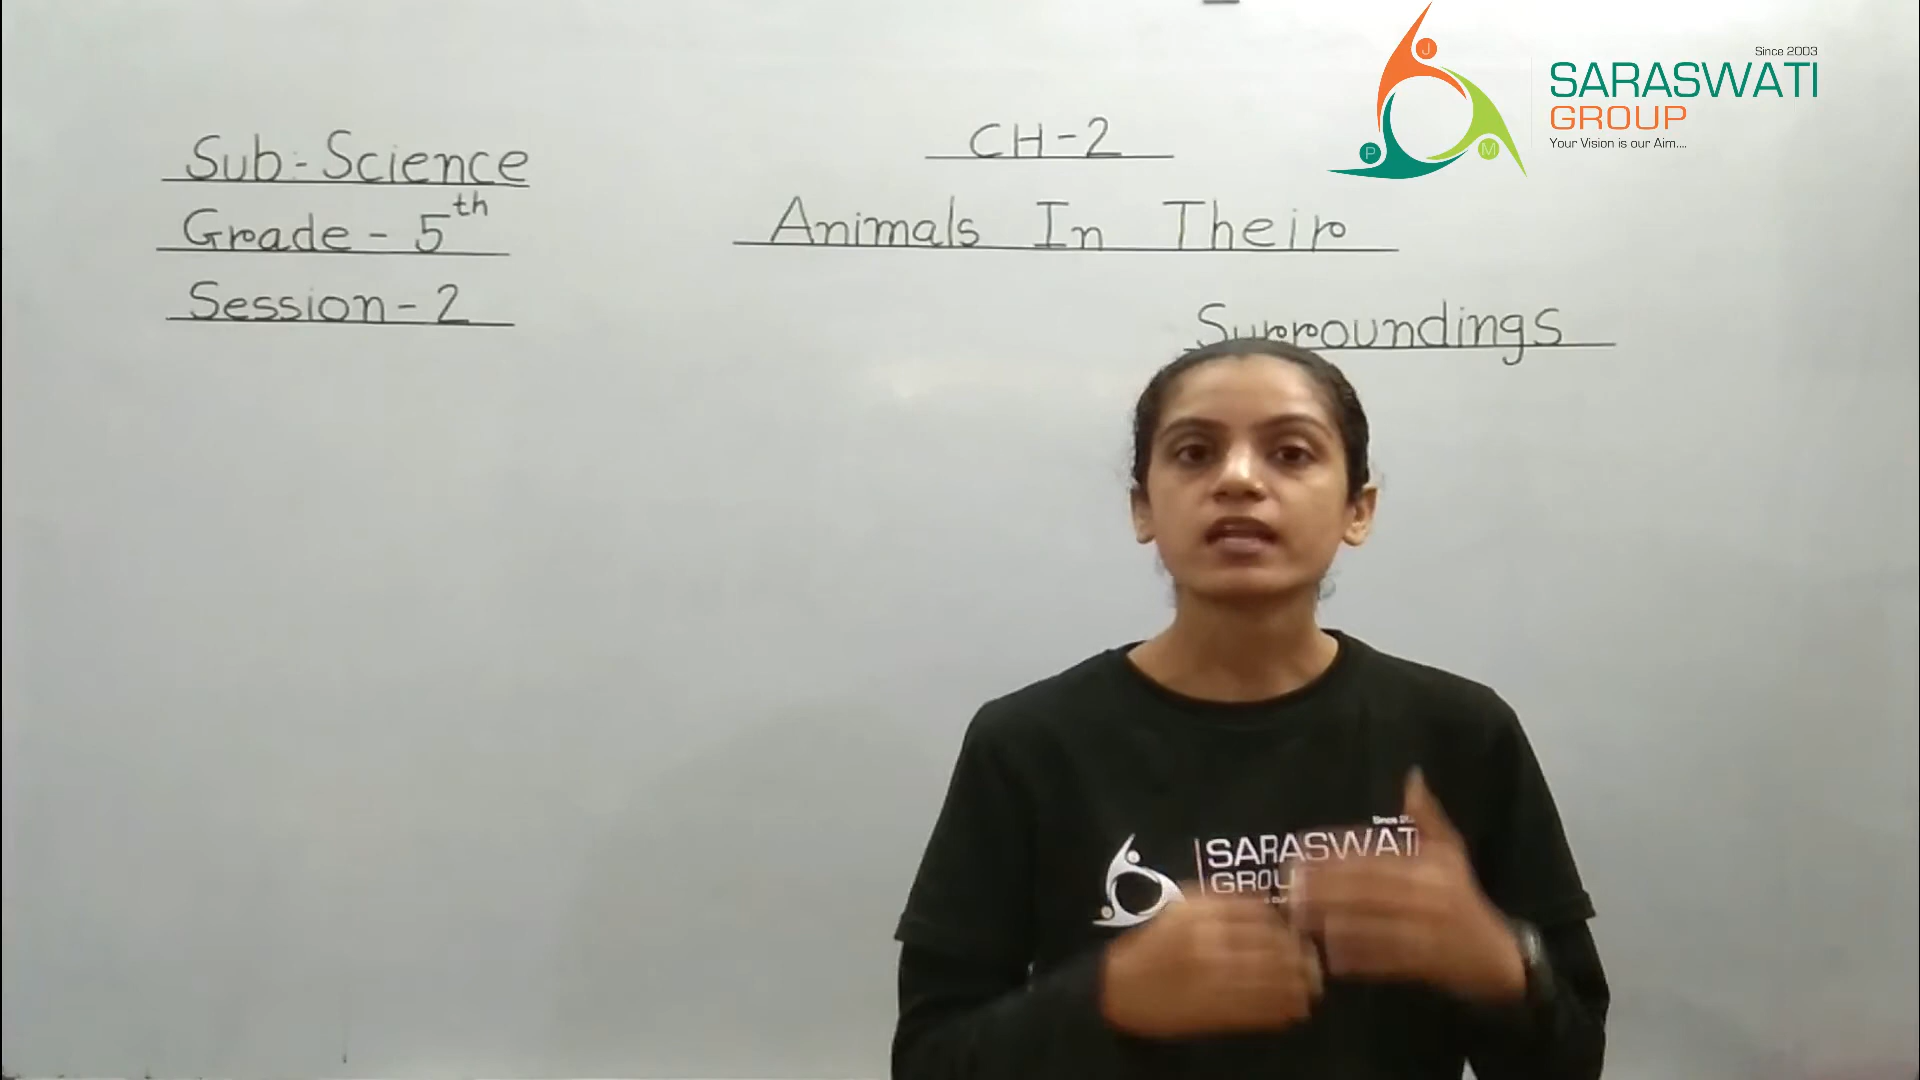 Sub:- Science
Grade - 5th
Session - 2
CH-2
Animals In Their
Surroundings
Since 2003
SARASWATI
GROUP
Your Vision is our Aim....
J
P
M
SARASWATI